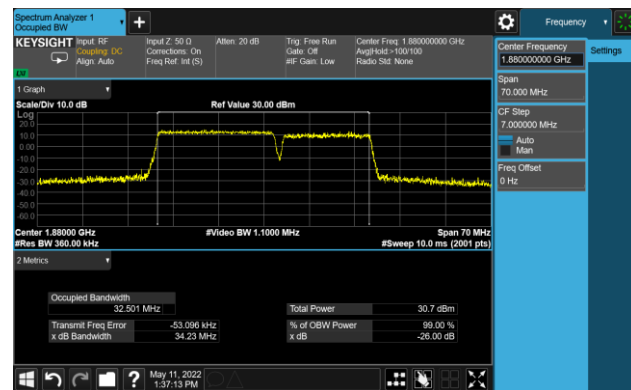 Spectrum Analyzer 1
Occupied BW
+
Frequency
KEYSIGHT
Input: RF
Coupling: DC
Align: Auto
Input Z: 50 Ω
Corrections: On
Freq Ref: Int (S)
Atten: 20 dB
Trig: Free Run
Gate: Off
#IF Gain: Low
Center Freq: 1.880000000 GHz
Avg|Hold:>100/100
Radio Std: None
Center Frequency
1.880000000 GHz
Settings
Span
70.000 MHz
CF Step
7.000000 MHz
Auto
Man
Freq Offset
0 Hz
1 Graph
Scale/Div 10.0 dB
Ref Value 30.00 dBm
Log
20.0
10.0
0.00
-10.0
-20.0
-30.0
-40.0
-50.0
-60.0
Center 1.88000 GHz
#Video BW 1.1000 MHz
Span 70 MHz
#Res BW 360.00 kHz
#Sweep 10.0 ms (2001 pts)
2 Metrics
Occupied Bandwidth
32.501 MHz
Total Power
30.7 dBm
Transmit Freq Error
-53.096 kHz
% of OBW Power
99.00 %
x dB Bandwidth
34.23 MHz
x dB
-26.00 dB
?
May 11, 2022
1:37:13 PM